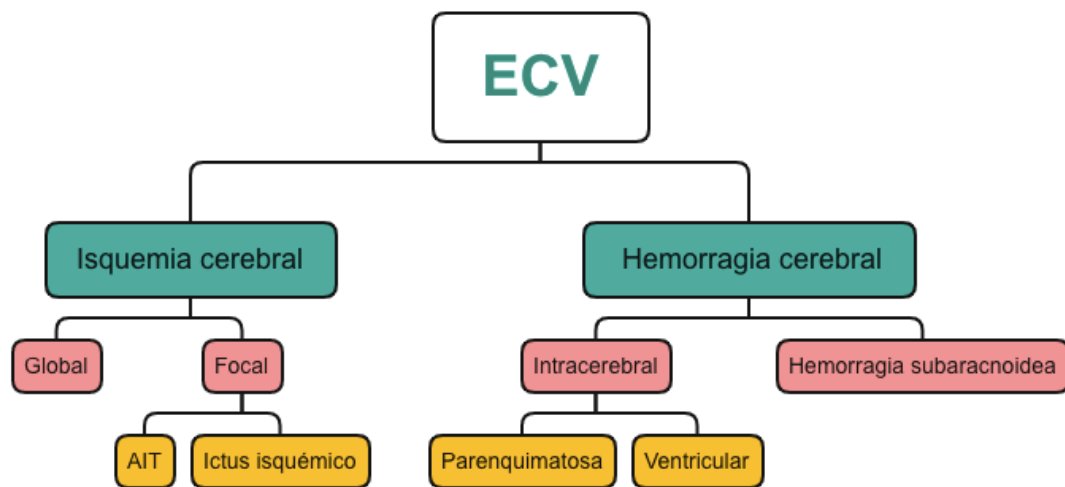 ECV
Isquemia cerebral
Hemorragia cerebral
Global
Focal
Intracerebral
Hemorragia subaracnoidea
AIT
Ictus isquémico
Parenquimatosa
Ventricular